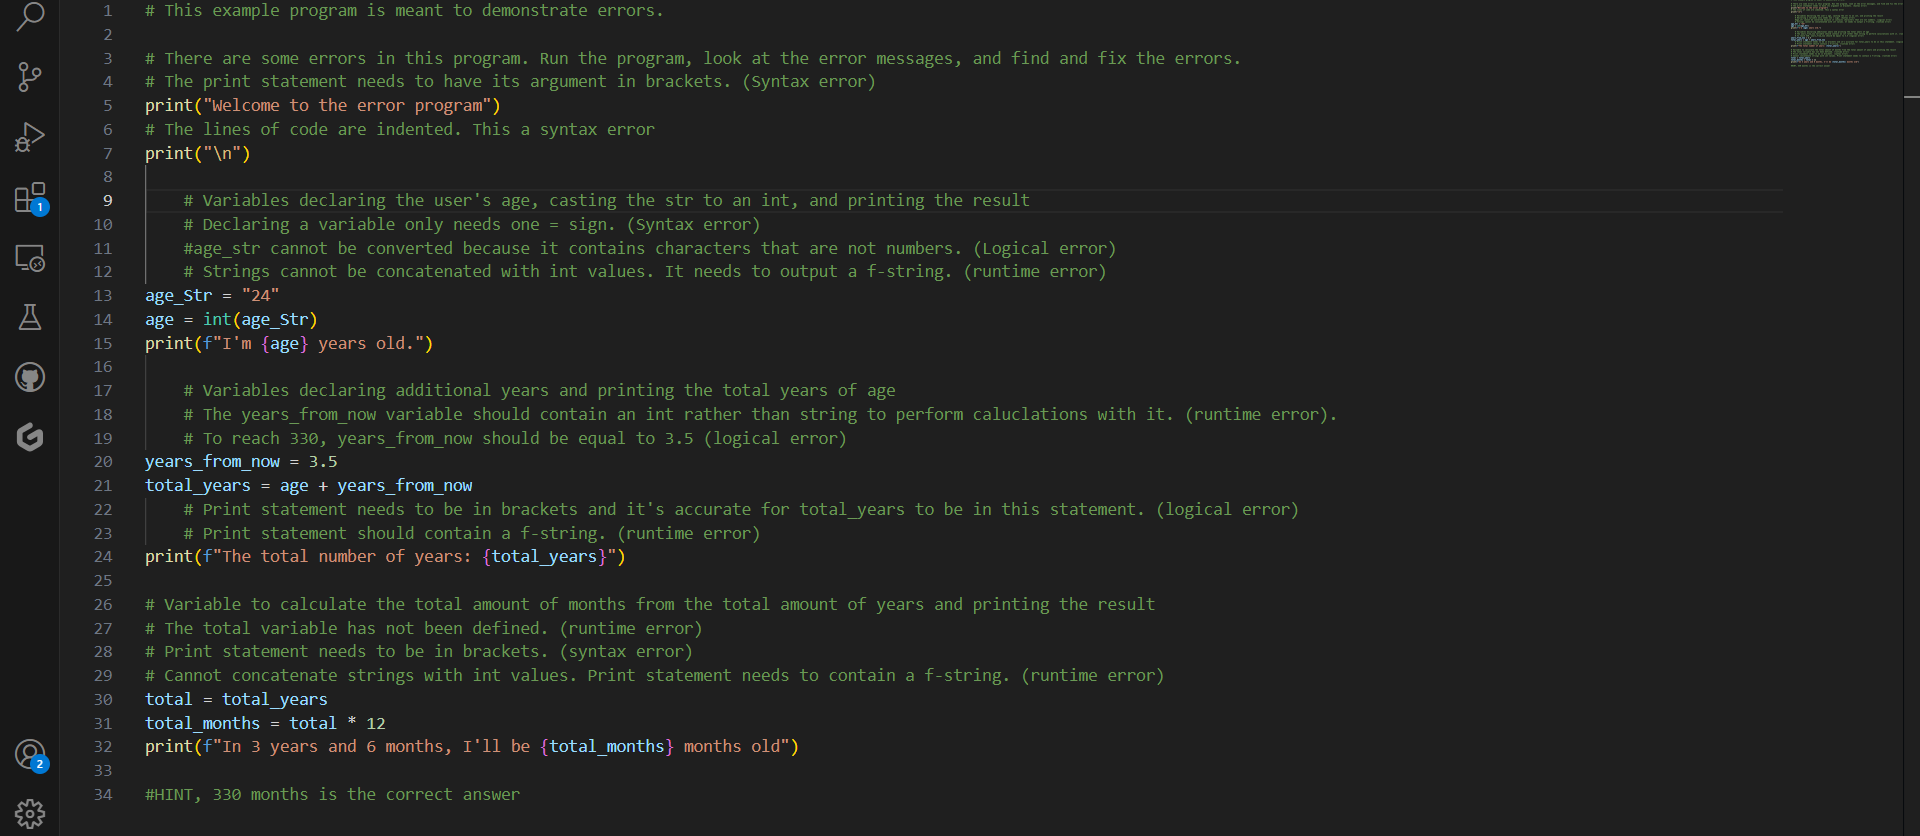 1 # This example program is meant to demonstrate errors.
2
3 # There are some errors in this program. Run the program, look at the error messages, and find and fix the errors.
4 # The print statement needs to have its argument in brackets. (Syntax error)
5 print("Welcome to the error program")
6 # The lines of code are indented. This a syntax error
7 print("\n")
8
9 # Variables declaring the user's age, casting the str to an int, and printing the result
10 # Declaring a variable only needs one = sign. (Syntax error)
11 #age_str cannot be converted because it contains characters that are not numbers. (Logical error)
12 # Strings cannot be concatenated with int values. It needs to output a f-string. (runtime error)
13 age_Str = "24"
14 age = int(age_Str)
15 print(f"I'm {age} years old.")
16
17 # Variables declaring additional years and printing the total years of age
18 # The years_from_now variable should contain an int rather than string to perform caluclations with it. (runtime error).
19 # To reach 330, years_from_now should be equal to 3.5 (logical error)
20 years_from_now = 3.5
21 total_years = age + years_from_now
22 # Print statement needs to be in brackets and it's accurate for total_years to be in this statement. (logical error)
23 # Print statement should contain a f-string. (runtime error)
24 print(f"The total number of years: {total_years}")
25
26 # Variable to calculate the total amount of months from the total amount of years and printing the result
27 # The total variable has not been defined. (runtime error)
28 # Print statement needs to be in brackets. (syntax error)
29 # Cannot concatenate strings with int values. Print statement needs to contain a f-string. (runtime error)
30 total = total_years
31 total_months = total * 12
32 print(f"In 3 years and 6 months, I'll be {total_months} months old")
33
34 #HINT, 330 months is the correct answer
1
2